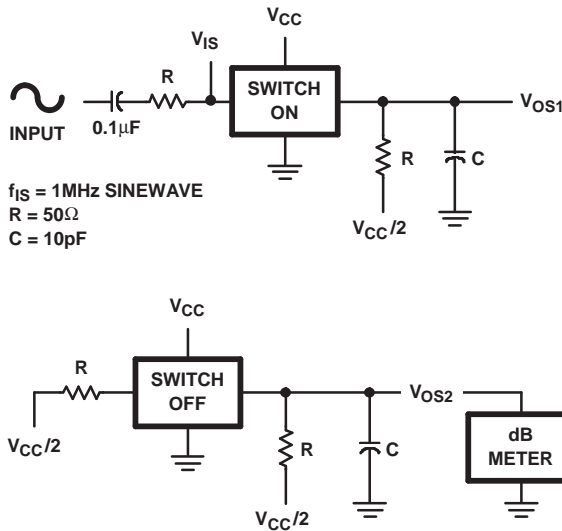 VCC
VIS
R
SWITCH
ON
VOS1
INPUT
0.1μF
R
C
fIS = 1MHz SINEWAVE
R = 50Ω
C = 10pF
VCC/2
VCC
R
SWITCH
OFF
VOS2
VCC/2
R
C
dB
METER
VCC/2